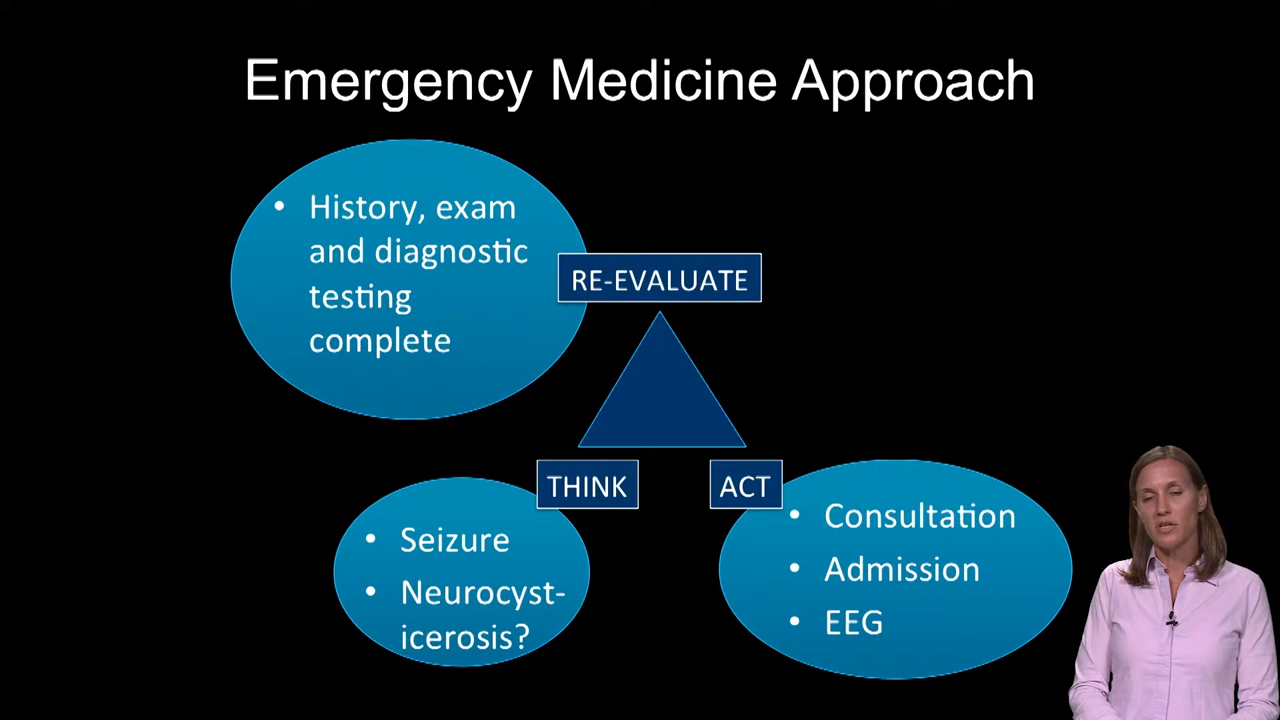 Emergency Medicine Approach
• History, exam
and diagnostic
testing
complete
RE-EVALUATE
THINK
ACT
• Seizure
• Neurocyst-
icerosis?
• Consultation
• Admission
• EEG